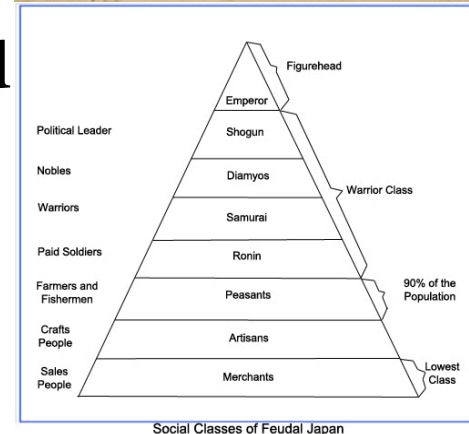 Figurehead
Emperor
Political Leader
Shogun
Nobles
Diamyos
Warrior Class
Warriors
Samurai
Paid Soldiers
Ronin
Farmers and
Fishermen
Peasants
90% of the
Population
Crafts
People
Artisans
Sales
People
Merchants
Lowest
Class
Social Classes of Feudal Japan